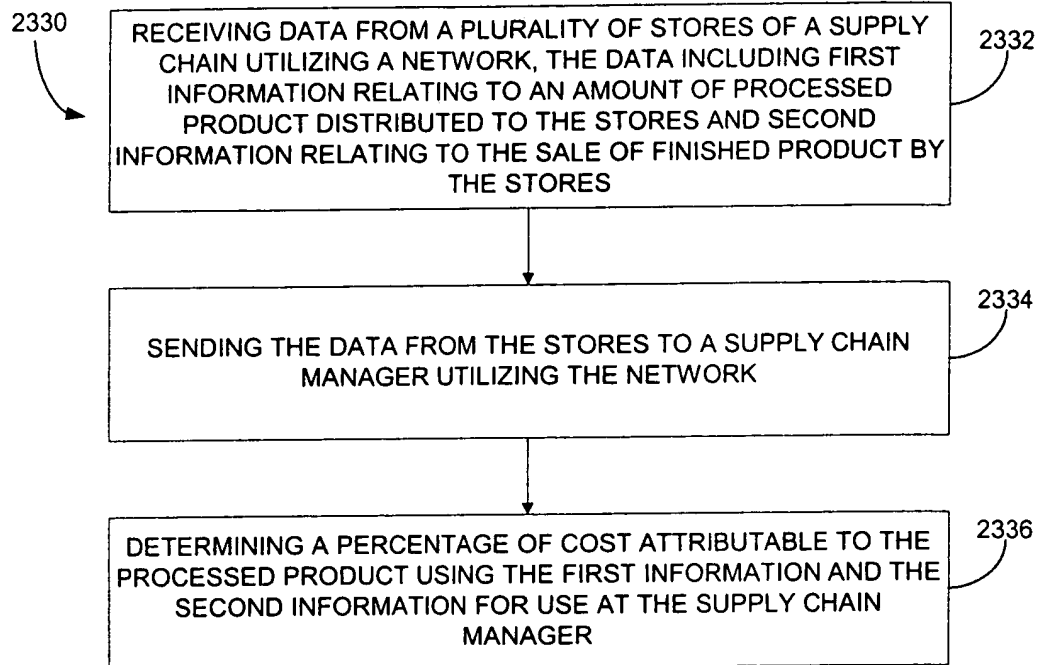 2330
RECEIVING DATA FROM A PLURALITY OF STORES OF A SUPPLY
CHAIN UTILIZING A NETWORK, THE DATA INCLUDING FIRST
INFORMATION RELATING TO AN AMOUNT OF PROCESSED
PRODUCT DISTRIBUTED TO THE STORES AND SECOND
INFORMATION RELATING TO THE SALE OF FINISHED PRODUCT BY
THE STORES
2332
SENDING THE DATA FROM THE STORES TO A SUPPLY CHAIN
MANAGER UTILIZING THE NETWORK
2334
DETERMINING A PERCENTAGE OF COST ATTRIBUTABLE TO THE
PROCESSED PRODUCT USING THE FIRST INFORMATION AND THE
SECOND INFORMATION FOR USE AT THE SUPPLY CHAIN
MANAGER
2336